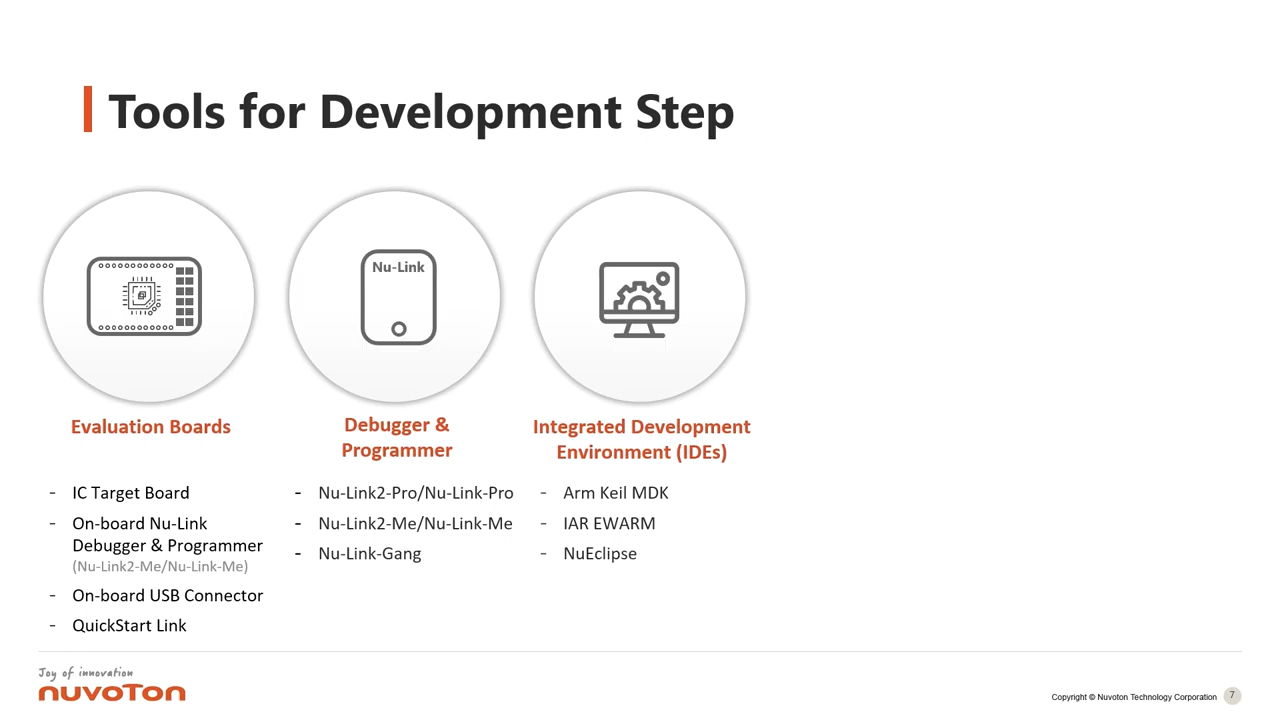 Tools for Development Step
Nu-Link
Evaluation Boards
- IC Target Board
- On-board Nu-Link
Debugger & Programmer
(Nu-Link2-Me/Nu-Link-Me)
- On-board USB Connector
- QuickStart Link
Debugger &
Programmer
- Nu-Link2-Pro/Nu-Link-Pro
- Nu-Link2-Me/Nu-Link-Me
- Nu-Link-Gang
Integrated Development
Environment (IDEs)
- Arm Keil MDK
- IAR EWARM
- NuEclipse
Joy of innovation
nuvoTon
Copyright © Nuvoton Technology Corporation
7